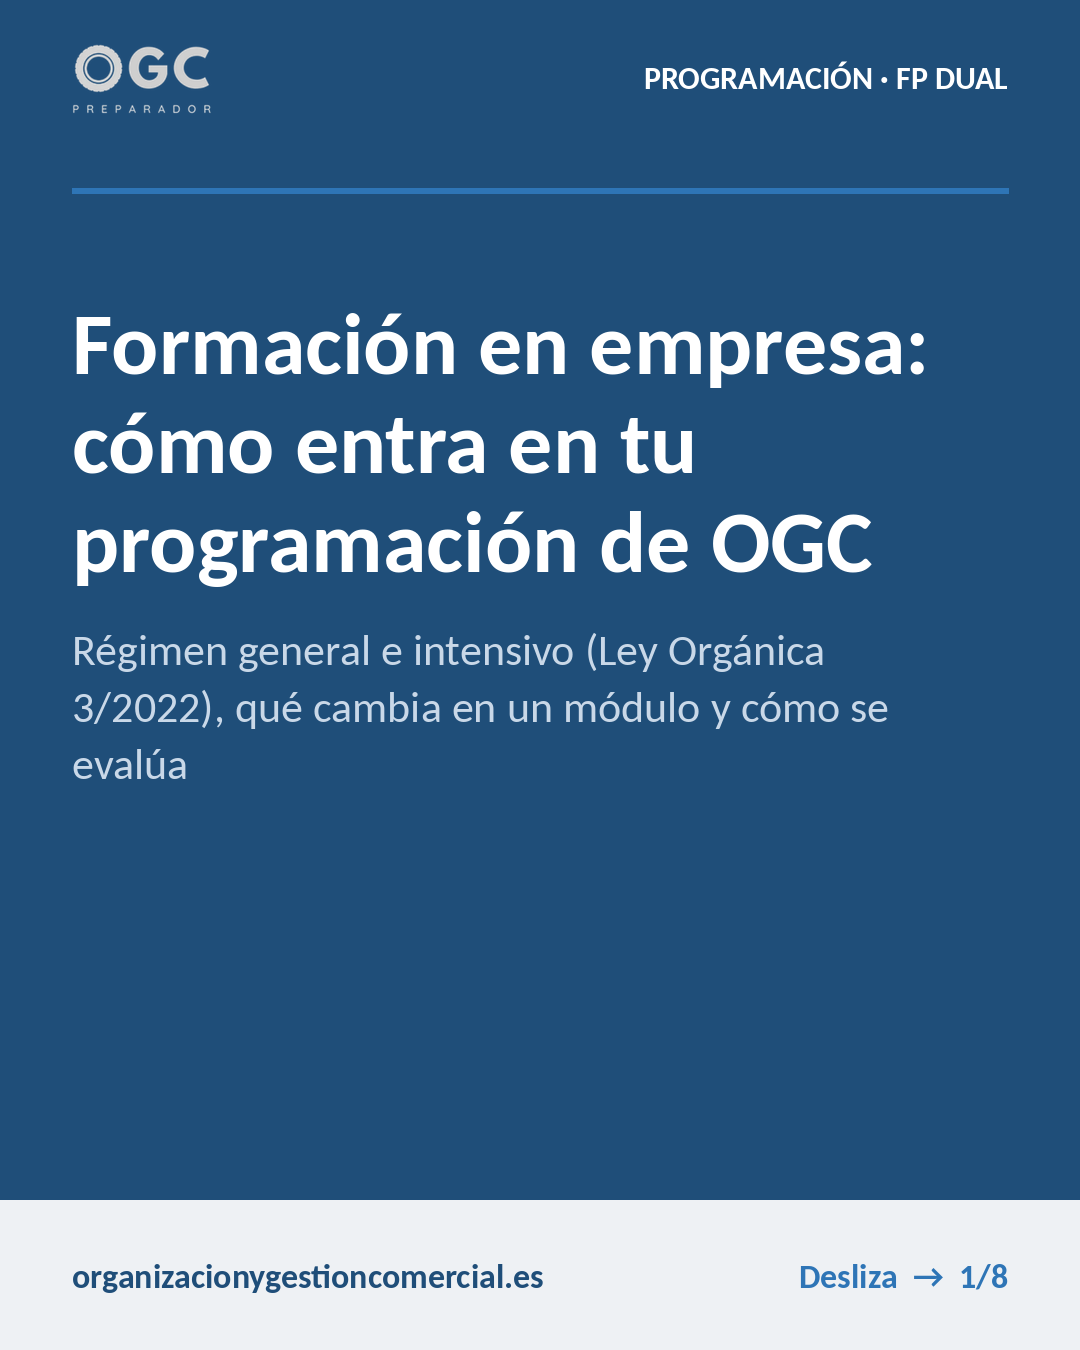 OGC
PREPARADOR
PROGRAMACIÓN · FP DUAL
Formación en empresa:
cómo entra en tu
programación de OGC
Régimen general e intensivo (Ley Orgánica
3/2022), qué cambia en un módulo y cómo se
evalúa
organizacionygestioncomercial.es
Desliza → 1/8